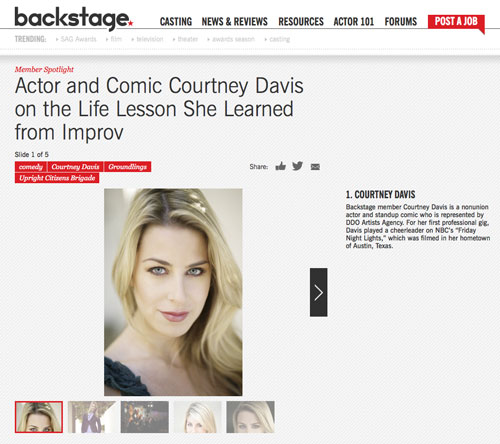 backstage.
CASTING NEWS & REVIEWS RESOURCES ACTOR 101 FORUMS POST A JOB
TRENDING: SAG Awards film television theater awards season casting
Member Spotlight
Actor and Comic Courtney Davis
on the Life Lesson She Learned
from Improv
Slide 1 of 5
comedy Courtney Davis Groundlings
Upright Citizens Brigade
Share:
1. COURTNEY DAVIS
Backstage member Courtney Davis is a nonunion
actor and standup comic who is represented by
DDO Artists Agency. For her first professional gig,
Davis played a cheerleader on NBC's "Friday
Night Lights," which was filmed in her hometown
of Austin, Texas.